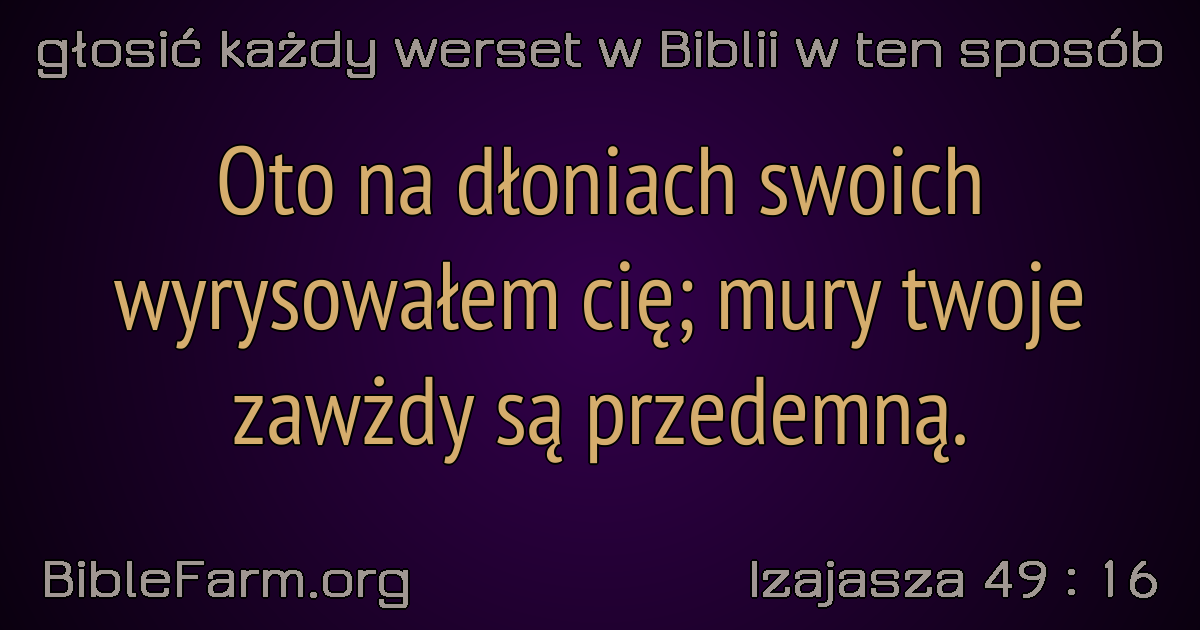 głosić każdy werset w Biblii w ten sposób
Oto na dłoniach swoich
wyrysowałem cię; mury twoje
zawżdy są przedemną.
BibleFarm.org
Izajasza 49 : 16